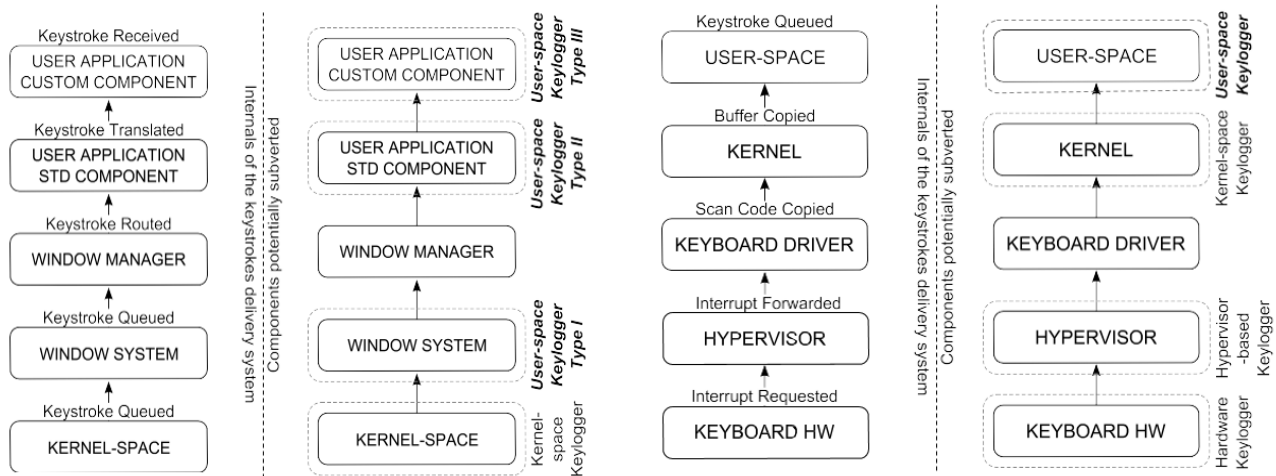 Keystroke Received
USER APPLICATION
CUSTOM COMPONENT
Keystroke Translated
USER APPLICATION
STD COMPONENT
Keystroke Routed
WINDOW MANAGER
Keystroke Queued
WINDOW SYSTEM
Keystroke Queued
KERNEL-SPACE
Internals of the keystrokes delivery system
Components potentially subverted
USER APPLICATION
CUSTOM COMPONENT
User-space
Keylogger
Type III
USER APPLICATION
STD COMPONENT
User-space
Keylogger
Type II
WINDOW MANAGER
WINDOW SYSTEM
User-space
Keylogger
Type I
KERNEL-SPACE
Kernel-
space
Keylogger
Keystroke Queued
USER-SPACE
Buffer Copied
KERNEL
Scan Code Copied
KEYBOARD DRIVER
Interrupt Forwarded
HYPERVISOR
Interrupt Requested
KEYBOARD HW
Internals of the keystrokes delivery system
Components potentially subverted
USER-SPACE
User-space
Keylogger
KERNEL
Kernel-space
Keylogger
KEYBOARD DRIVER
HYPERVISOR
Hypervisor
-based
Keylogger
KEYBOARD HW
Hardware
Keylogger